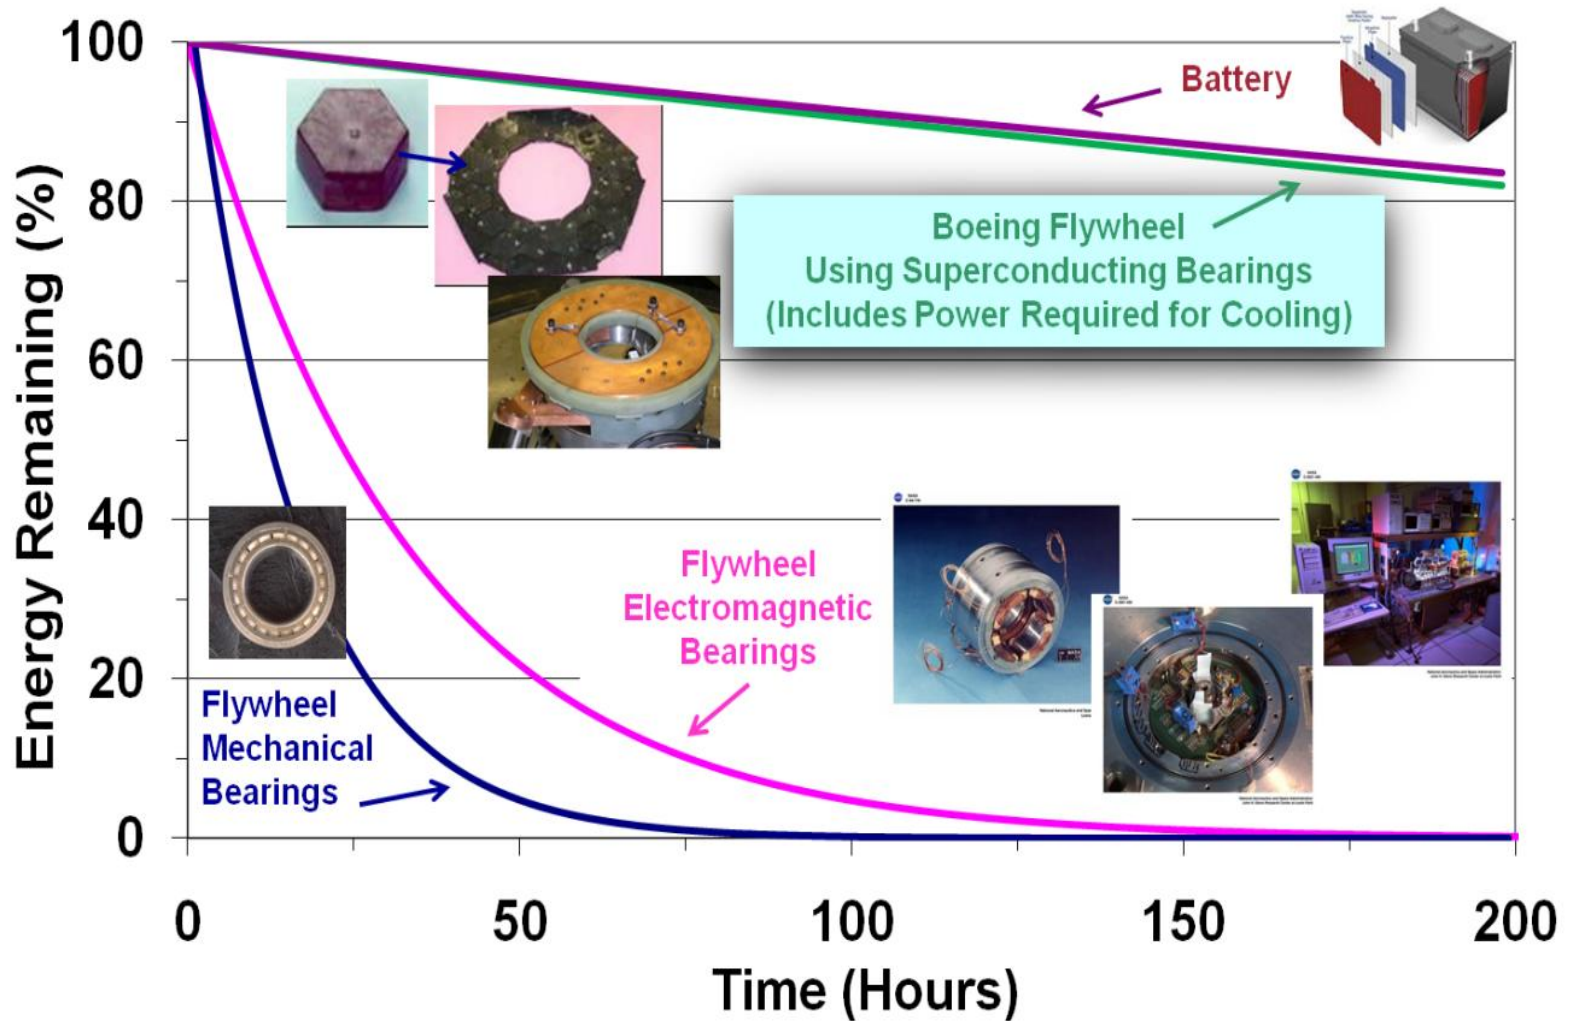 100
80
60
40
20
0
Energy Remaining (%)
0
50
100
150
200
Time (Hours)
Battery
Boeing Flywheel
Using Superconducting Bearings
(Includes Power Required for Cooling)
Flywheel
Electromagnetic
Bearings
Flywheel
Mechanical
Bearings